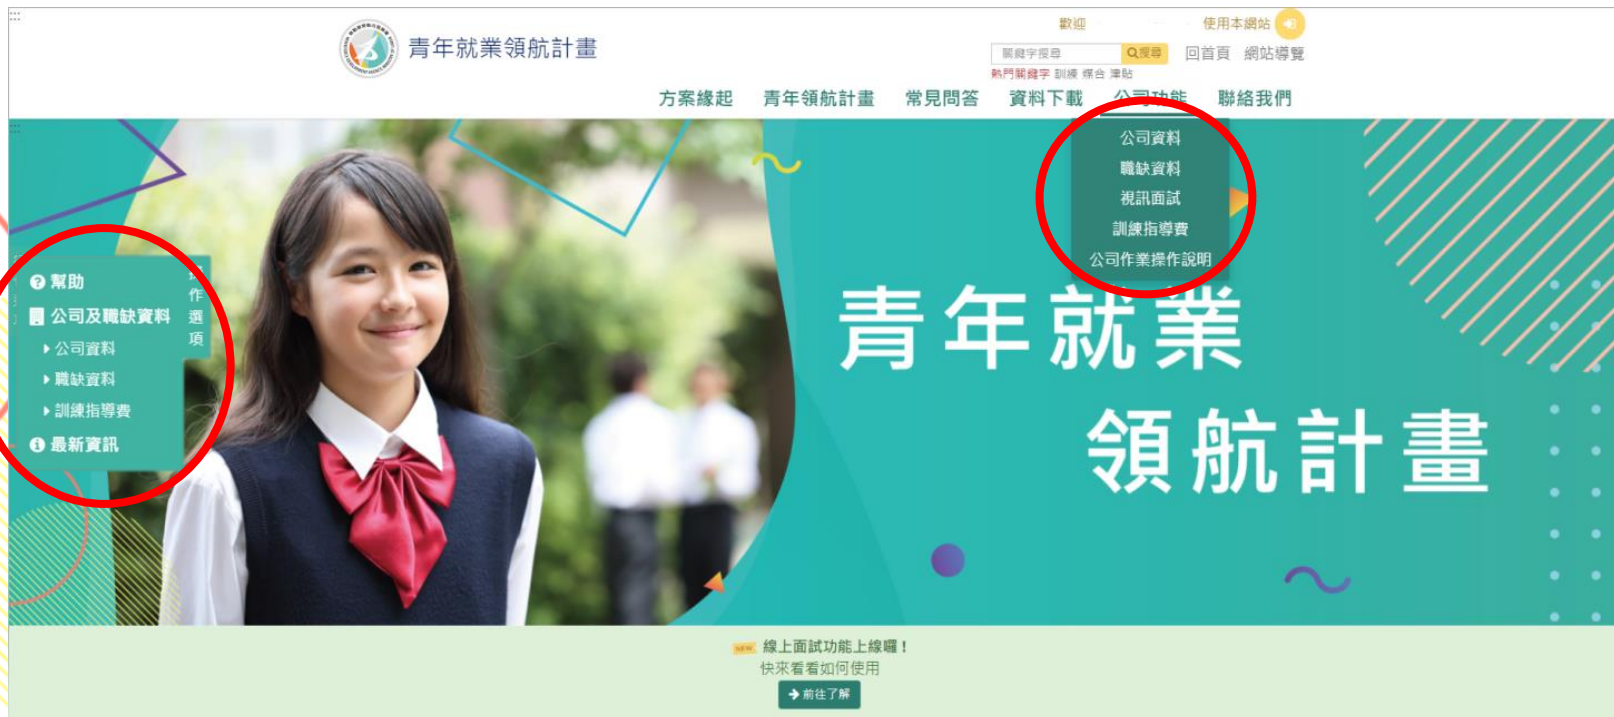 青年就業領航計畫
歡迎 使用本網站
關鍵字搜尋 搜尋 回首頁 網站導覽
熱門關鍵字 訓練 媒合 津貼
方案緣起 青年領航計畫 常見問答 資料下載 公司功能 聯絡我們
公司資料
職缺資料
視訊面試
訓練指導費
公司作業操作說明
幫助
公司及職缺資料
公司資料
職缺資料
訓練指導費
最新資訊
操作選項
青年就業
領航計畫
NEW 線上面試功能上線囉！
快來看看如何使用
前往了解